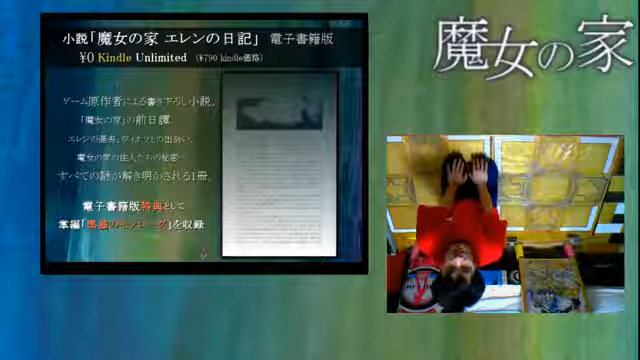 小説「魔女の家 エレンの日記」 電子書籍版
¥0 Kindle Unlimited (¥790 kindle価格)
魔女の家
ゲーム原作者による書き下ろし小説。
「魔女の家」の前日譚
エレンの過去、ヴィオラとの出会い、
魔女の家の住人たちの秘密…
すべての謎が解き明かされる1冊。
電子書籍版特典として
掌編「黒猫のモノローグ」を収録